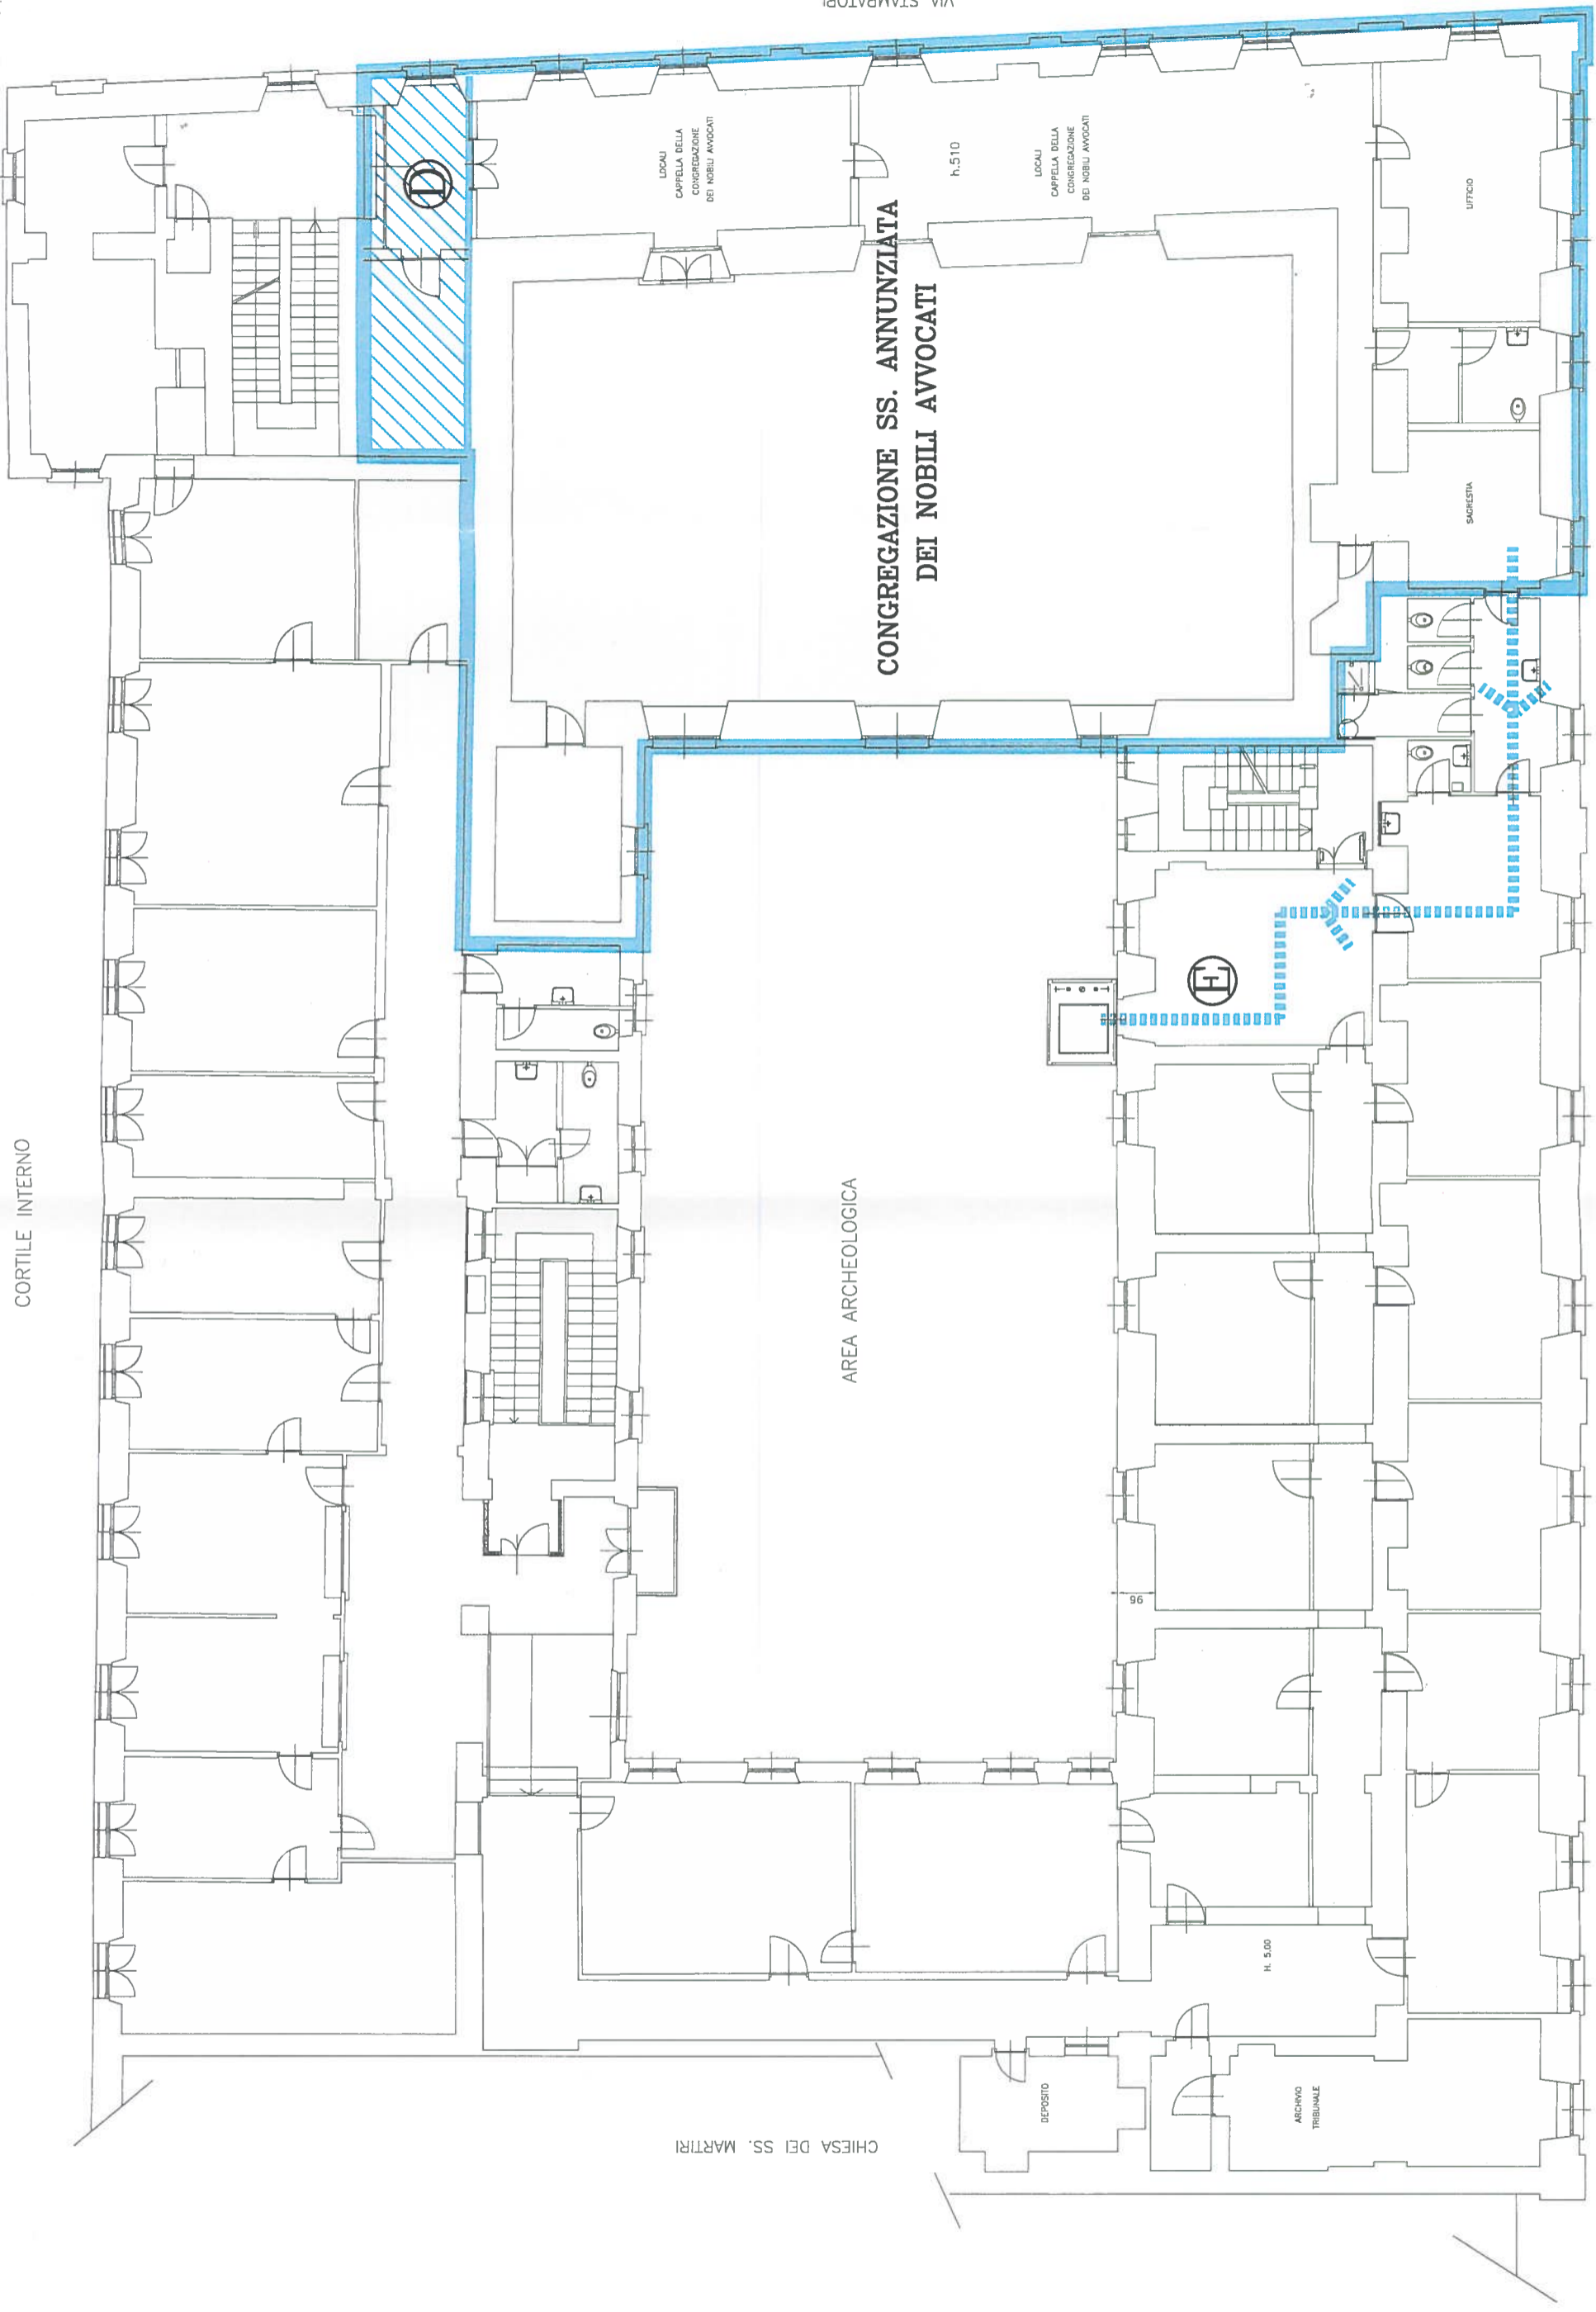 VIA STAMPATORI
LOCALI
CAPPELLA DELLA
CONGREGAZIONE
DEI NOBILI AVVOCATI
h.510
LOCALI
CAPPELLA DELLA
CONGREGAZIONE
DEI NOBILI AVVOCATI
UFFICIO
D
CONGREGAZIONE SS. ANNUNZIATA
DEI NOBILI AVVOCATI
SAGRESTIA
E
CORTILE INTERNO
AREA ARCHEOLOGICA
96
H. 5.00
DEPOSITO
ARCHIVIO
TRIBUNALE
CHIESA DEI SS. MARTIRI